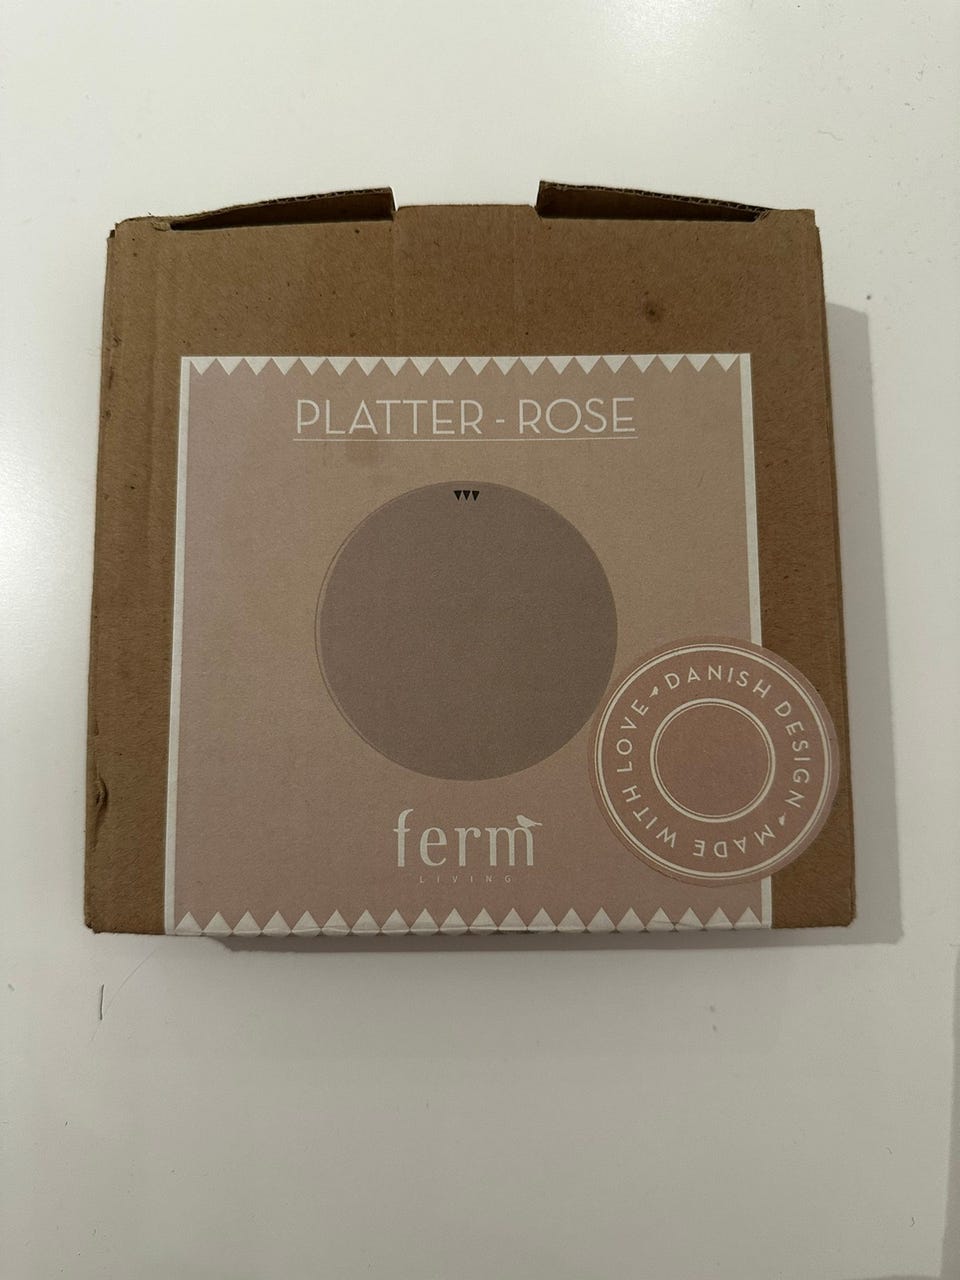 PLATTER - ROSE
ferm
LIVING
DANISH DESIGN
MADE WITH LOVE